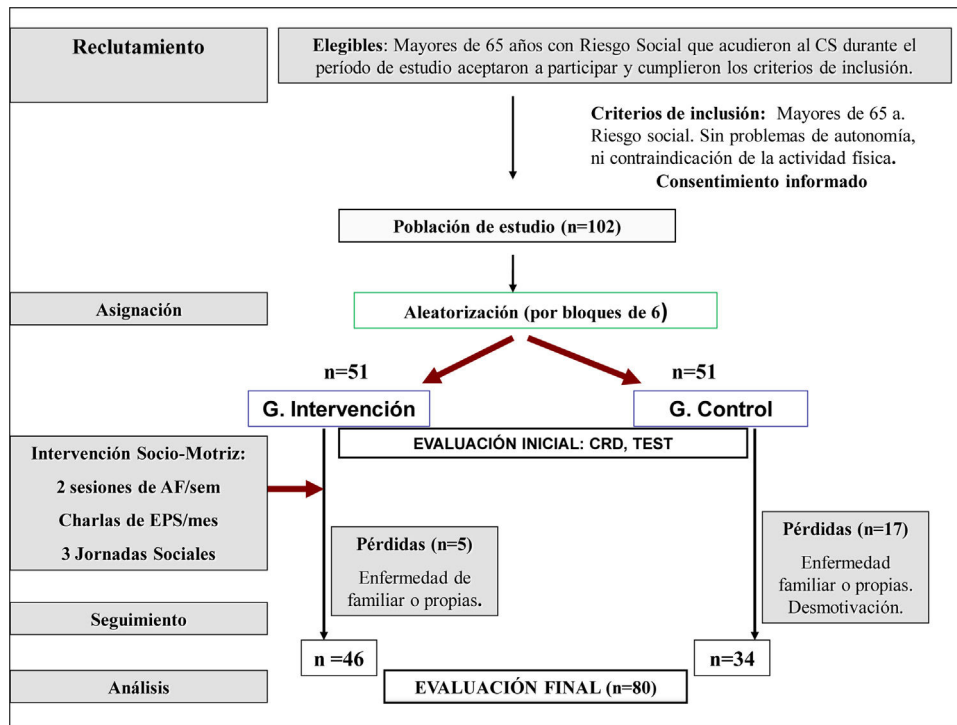 Reclutamiento
Elegibles: Mayores de 65 años con Riesgo Social que acudieron al CS durante el
período de estudio aceptaron a participar y cumplieron los criterios de inclusión.
Criterios de inclusión: Mayores de 65 a.
Riesgo social. Sin problemas de autonomía,
ni contraindicación de la actividad física.
Consentimiento informado
Población de estudio (n=102)
Asignación
Aleatorización (por bloques de 6)
n=51
n=51
G. Intervención
G. Control
EVALUACIÓN INICIAL: CRD, TEST
Intervención Socio-Motriz:
2 sesiones de AF/sem
Charlas de EPS/mes
3 Jornadas Sociales
Pérdidas (n=5)
Enfermedad de
familiar o propias.
Pérdidas (n=17)
Enfermedad
familiar o propias.
Desmotivación.
Seguimiento
n =46
n=34
Análisis
EVALUACIÓN FINAL (n=80)